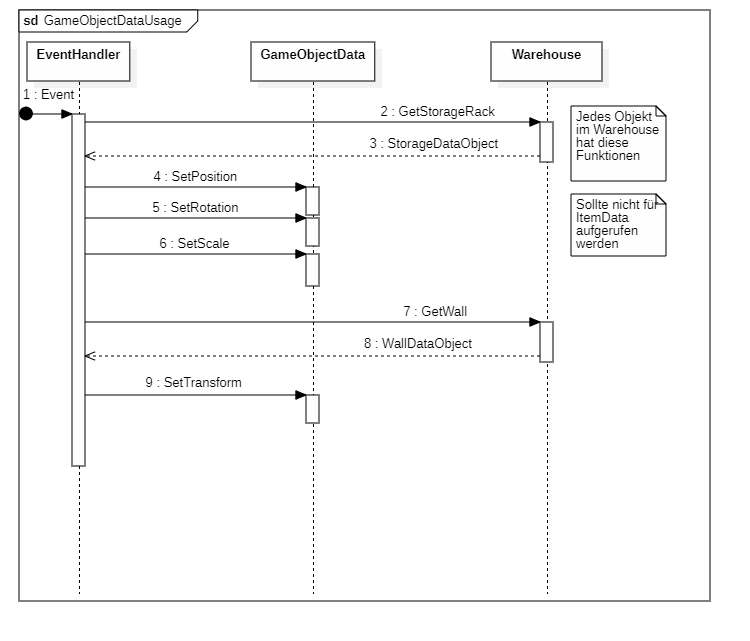 sd GameObjectDataUsage
EventHandler
GameObjectData
Warehouse
1 : Event
2 : GetStorageRack
3 : StorageDataObject
4 : SetPosition
5 : SetRotation
6 : SetScale
7 : GetWall
8 : WallDataObject
9 : SetTransform
Jedes Objekt
im Warehouse
hat diese
Funktionen
Sollte nicht für
ItemData
aufgerufen
werden